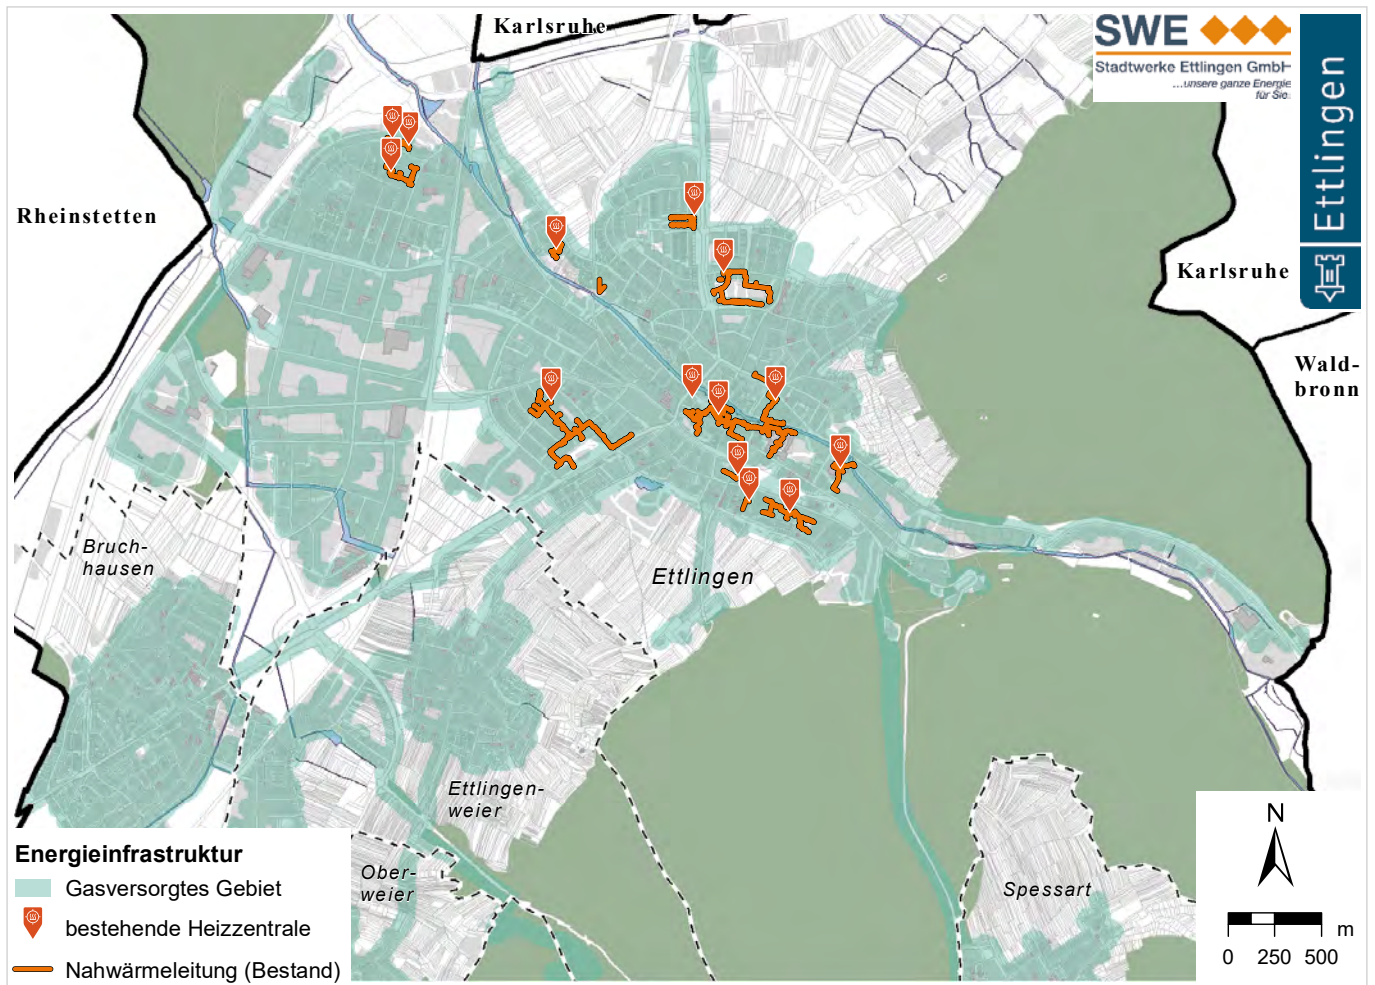 Karlsruhe
SWE
Stadtwerke Ettlingen GmbH
...unsere ganze Energie
für Sie.
Ettlingen
Rheinstetten
Karlsruhe
Wald-
bronn
Bruch-
hausen
Ettlingen
Ettlingen-
weier
Ober-
weier
Spessart
Energieinfrastruktur
Gasversorgtes Gebiet
bestehende Heizzentrale
Nahwärmeleitung (Bestand)
N
m
0 250 500